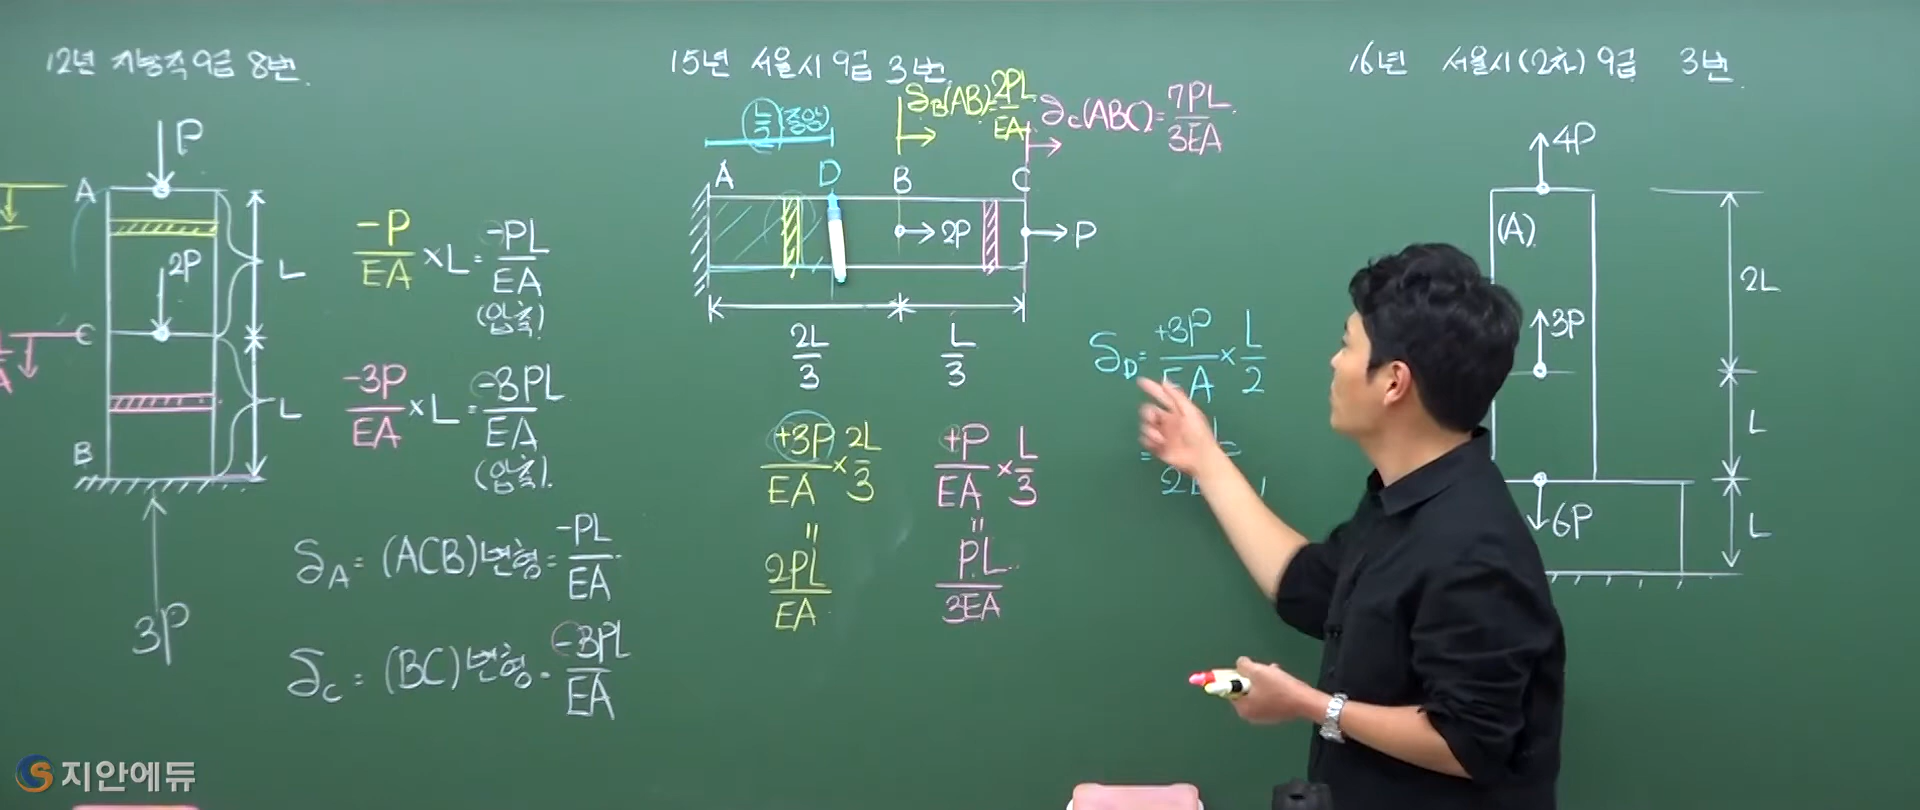 12년 지방직 9급 8번.
P
A
2P
L
C
L
B
3P
-P/EA × L = -PL/EA
(압축)
-3P/EA × L = -3PL/EA
(압축).
δA = (ACB)변형 = -PL/EA
δC = (BC)변형 = -3PL/EA
15년 서울시 9급 3번.
L/2 (중앙)
δB(AB) = 2PL/EA
δC(ABC) = 7PL/3EA
A D B C
2P
P
2L/3
L/3
+3P/EA × 2L/3
=
2PL/EA
+P/EA × L/3
=
PL/3EA
δD = +3P/EA × L/2
=
16년 서울시(2차) 9급 3번
4P
(A)
2L
3P
L
6P
L
지안에듀